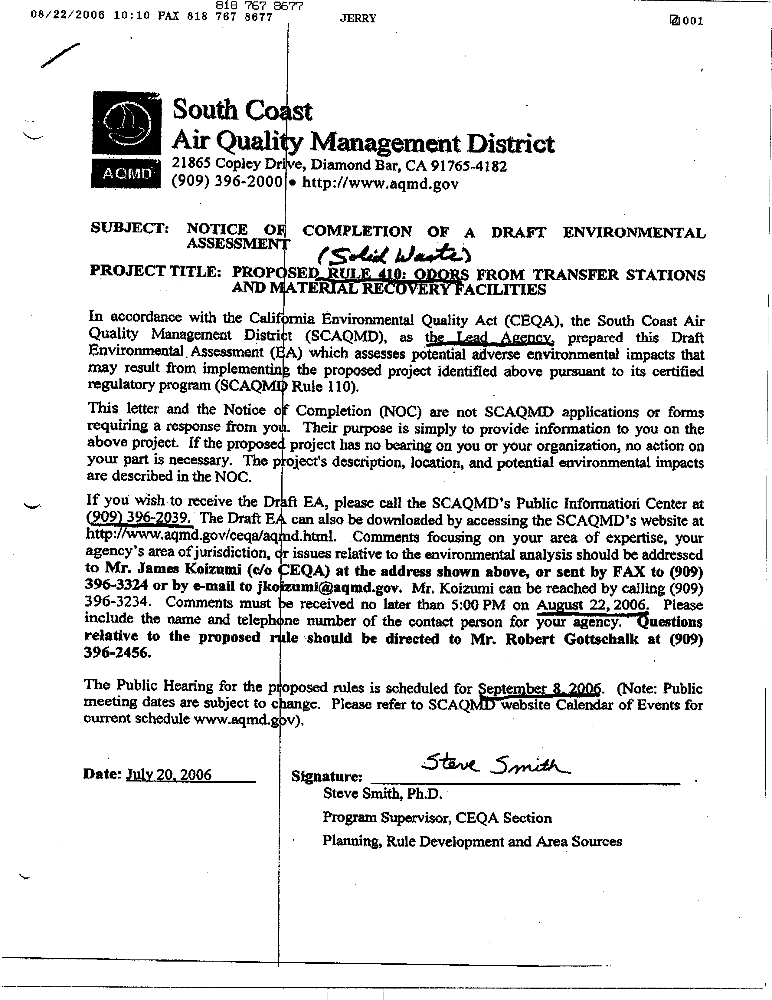 818 767 8677
08/22/2006 10:10 FAX 818 767 8677 JERRY 001
South Coast
Air Quality Management District
AQMD
21865 Copley Drive, Diamond Bar, CA 91765-4182
(909) 396-2000 • http://www.aqmd.gov
SUBJECT: NOTICE OF COMPLETION OF A DRAFT ENVIRONMENTAL
ASSESSMENT
(Solid Waste)
PROJECT TITLE: PROPOSED RULE 410: ODORS FROM TRANSFER STATIONS
AND MATERIAL RECOVERY FACILITIES
In accordance with the California Environmental Quality Act (CEQA), the South Coast Air
Quality Management District (SCAQMD), as the Lead Agency, prepared this Draft
Environmental Assessment (EA) which assesses potential adverse environmental impacts that
may result from implementing the proposed project identified above pursuant to its certified
regulatory program (SCAQMD Rule 110).
This letter and the Notice of Completion (NOC) are not SCAQMD applications or forms
requiring a response from you. Their purpose is simply to provide information to you on the
above project. If the proposed project has no bearing on you or your organization, no action on
your part is necessary. The project's description, location, and potential environmental impacts
are described in the NOC.
If you wish to receive the Draft EA, please call the SCAQMD's Public Information Center at
(909) 396-2039. The Draft EA can also be downloaded by accessing the SCAQMD's website at
http://www.aqmd.gov/ceqa/aqmd.html. Comments focusing on your area of expertise, your
agency's area of jurisdiction, or issues relative to the environmental analysis should be addressed
to Mr. James Koizumi (c/o CEQA) at the address shown above, or sent by FAX to (909)
396-3324 or by e-mail to jkoizumi@aqmd.gov. Mr. Koizumi can be reached by calling (909)
396-3234. Comments must be received no later than 5:00 PM on August 22, 2006. Please
include the name and telephone number of the contact person for your agency. Questions
relative to the proposed rule should be directed to Mr. Robert Gottschalk at (909)
396-2456.
The Public Hearing for the proposed rules is scheduled for September 8, 2006. (Note: Public
meeting dates are subject to change. Please refer to SCAQMD website Calendar of Events for
current schedule www.aqmd.gov).
Steve Smith
Date: July 20, 2006 Signature:
Steve Smith, Ph.D.
Program Supervisor, CEQA Section
Planning, Rule Development and Area Sources